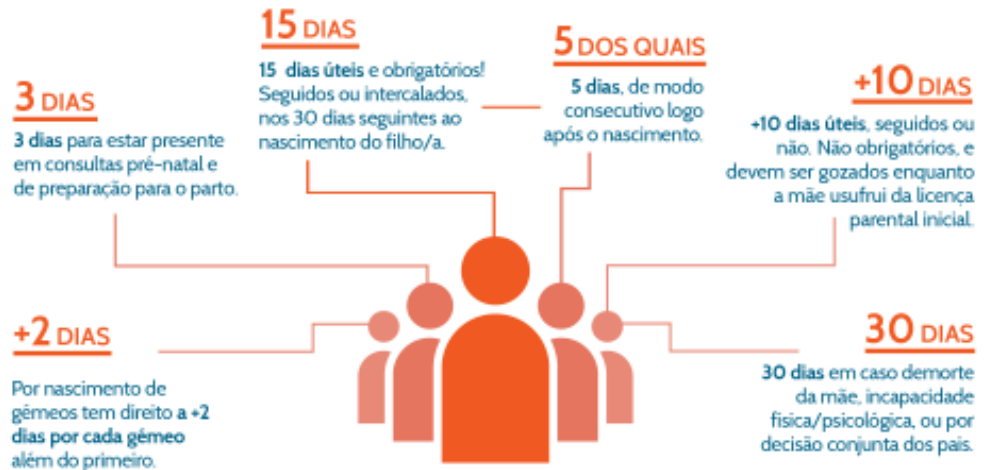 15 DIAS
15 dias úteis e obrigatórios!
Seguidos ou intercalados,
nos 30 dias seguintes ao
nascimento do filho/a.
5 DOS QUAIS
5 dias, de modo
consecutivo logo
após o nascimento.
3 DIAS
3 dias para estar presente
em consultas pré-natal e
de preparação para o parto.
+10 DIAS
+10 dias úteis, seguidos ou
não. Não obrigatórios, e
devem ser gozados enquanto
a mãe usufrui da licença
parental inicial.
+2 DIAS
Por nascimento de
gémeos tem direito a +2
dias por cada gémeo
além do primeiro.
30 DIAS
30 dias em caso demorte
da mãe, incapacidade
fisica/psicológica, ou por
decisão conjunta dos pais.